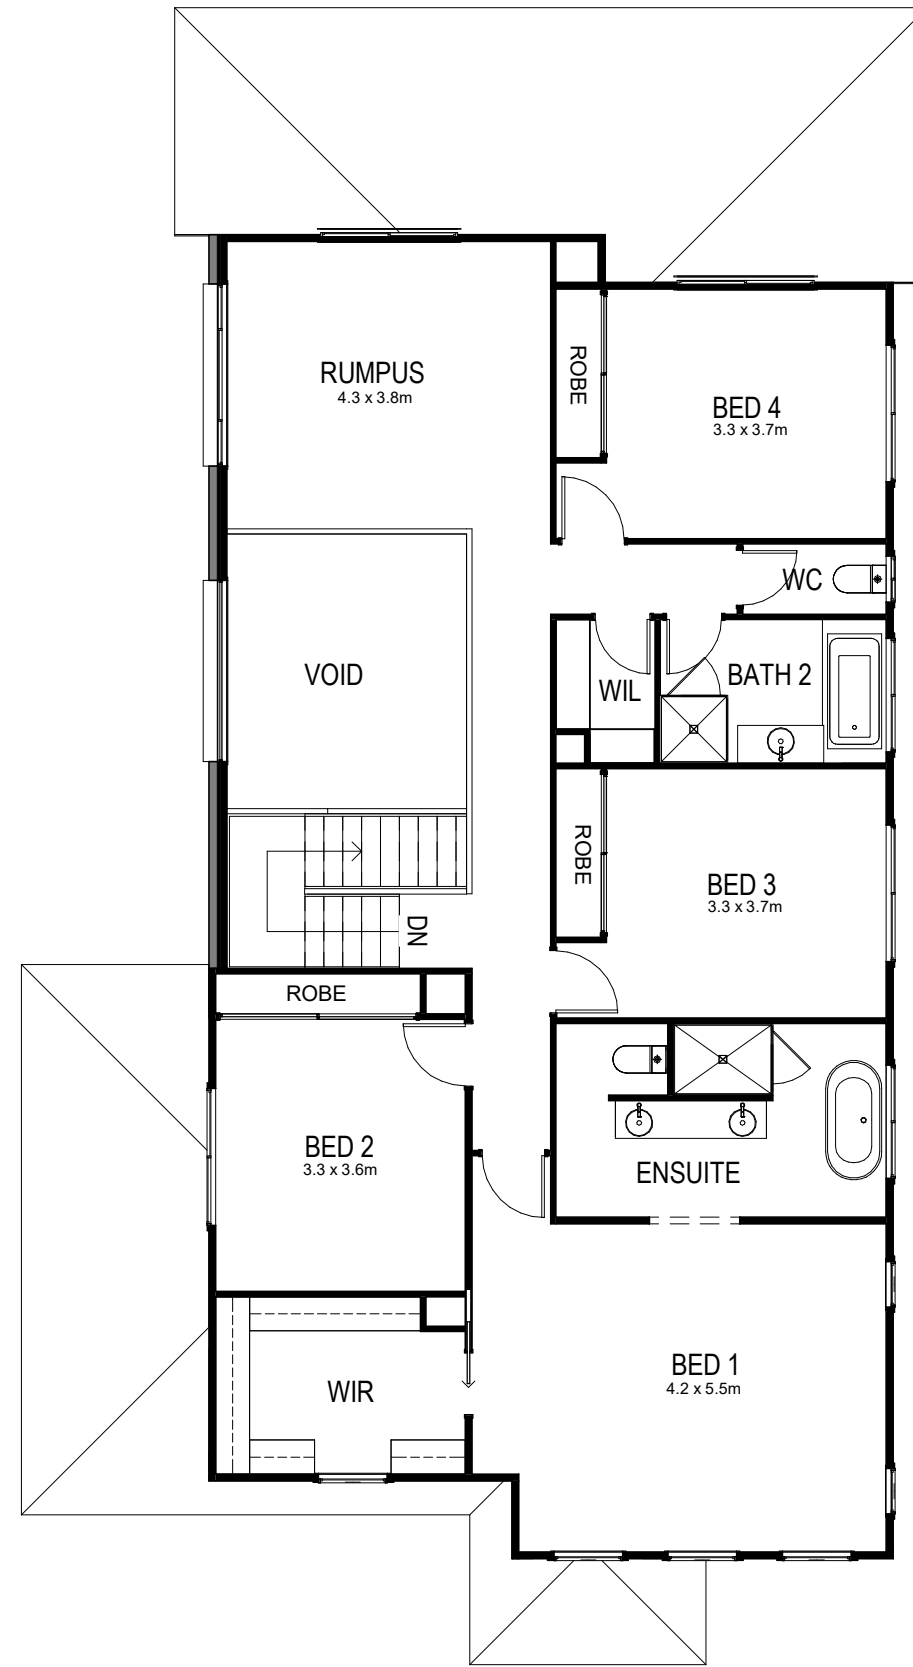 RUMPUS
4.3 x 3.8m
ROBE
BED 4
3.3 x 3.7m
WC
VOID
WIL
BATH 2
ROBE
BED 3
3.3 x 3.7m
DN
ROBE
BED 2
3.3 x 3.6m
ENSUITE
WIR
BED 1
4.2 x 5.5m